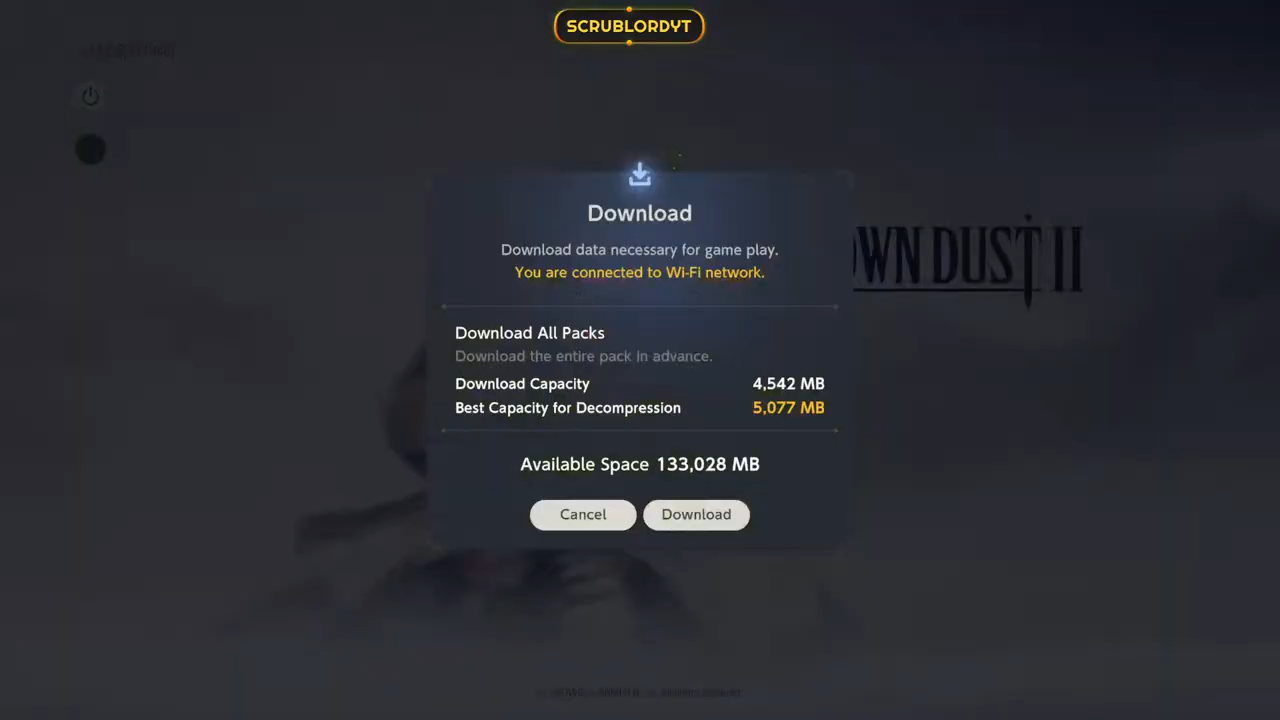 SCRUBLORDYT
Download
Download data necessary for game play.
You are connected to Wi-Fi network.
OWN DUST II
Download All Packs
Download the entire pack in advance.
Download Capacity 4,542 MB
Best Capacity for Decompression 5,077 MB
Available Space 133,028 MB
Cancel Download